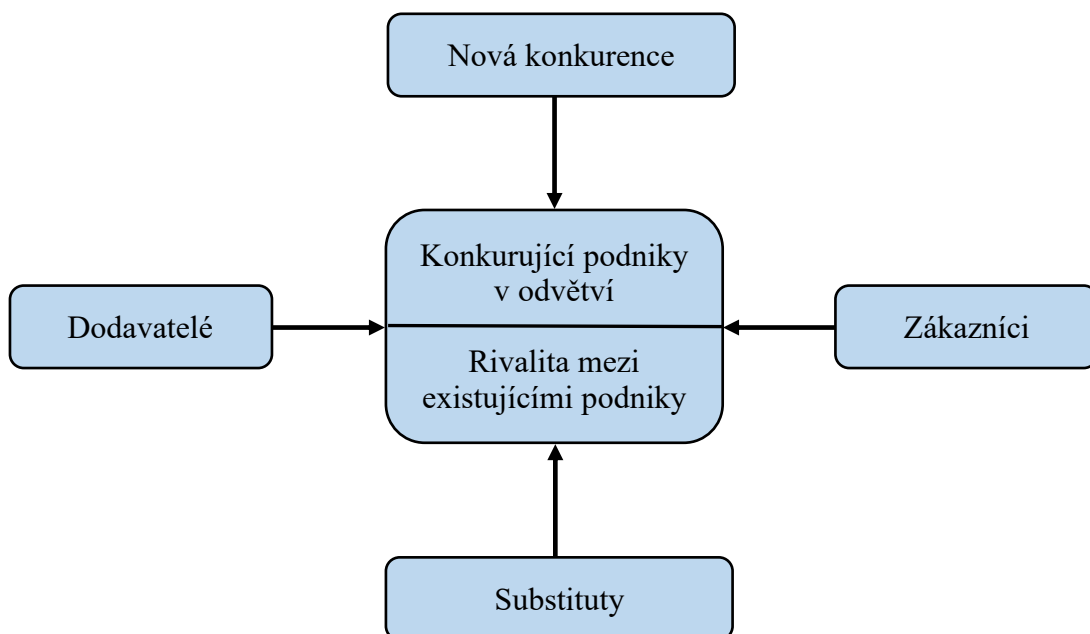 Nová konkurence
Konkurující podniky
v odvětví
Dodavatelé
Zákazníci
Rivalita mezi
existujícími podniky
Substituty